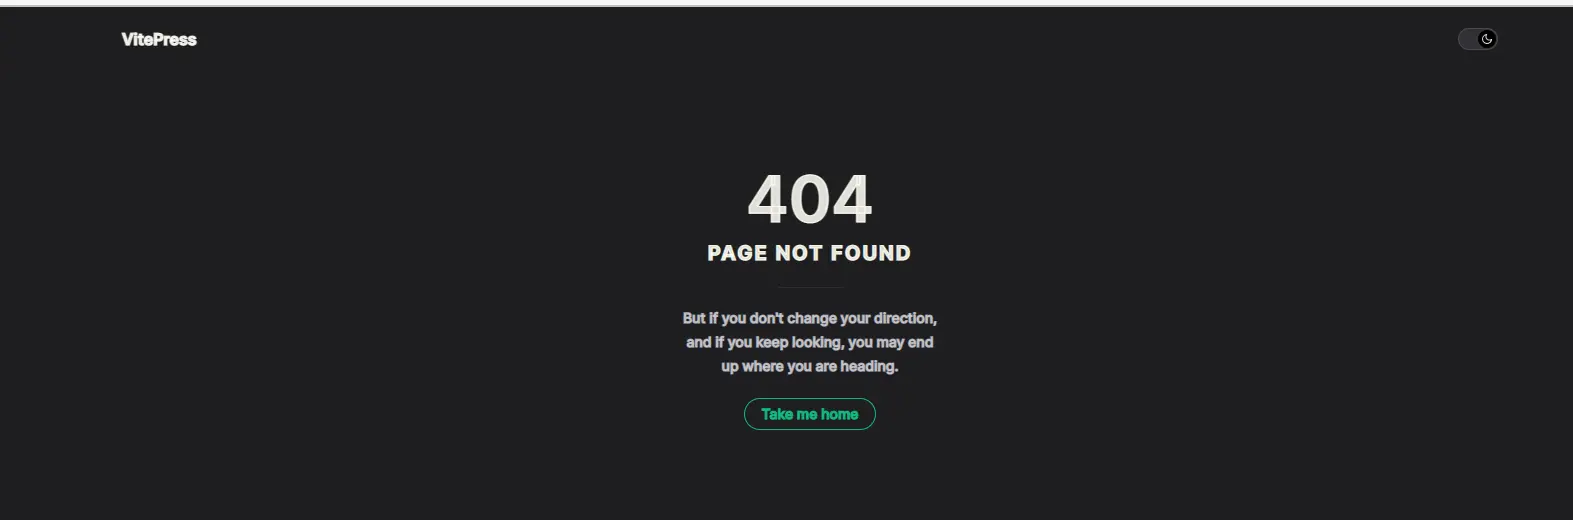 VitePress
404
PAGE NOT FOUND
But if you don't change your direction,
and if you keep looking, you may end
up where you are heading.
Take me home